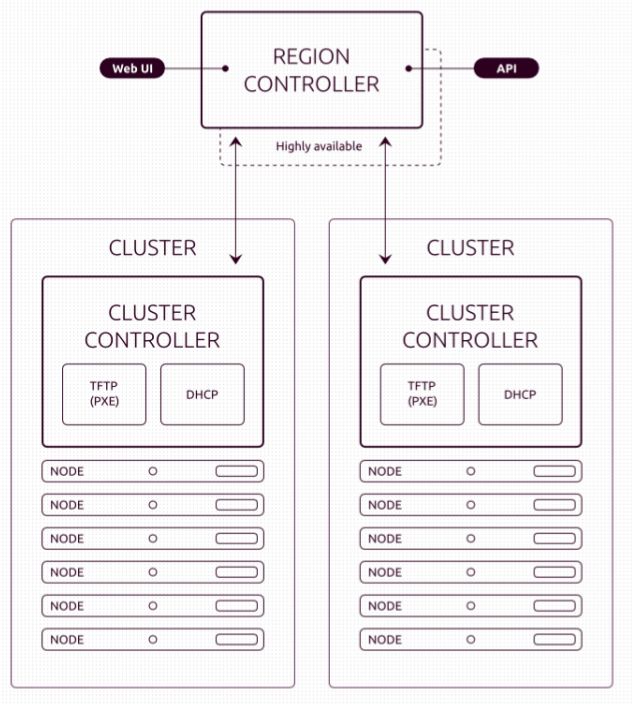 REGION
CONTROLLER
Web UI
API
Highly available
CLUSTER
CLUSTER
CONTROLLER
TFTP
(PXE)
DHCP
NODE
NODE
NODE
NODE
NODE
NODE
CLUSTER
CLUSTER
CONTROLLER
TFTP
(PXE)
DHCP
NODE
NODE
NODE
NODE
NODE
NODE